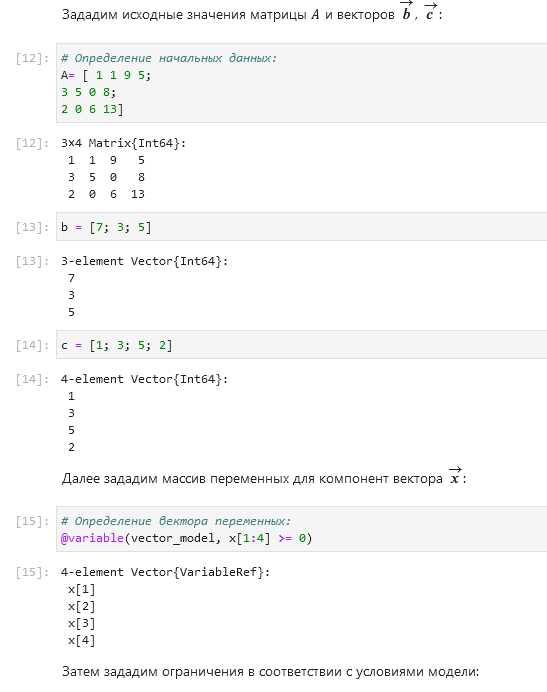 Зададим исходные значения матрицы A и векторов b⃗ , c⃗ :
[12]: # Определение начальных данных:
A= [ 1 1 9 5;
3 5 0 8;
2 0 6 13]
[12]: 3×4 Matrix{Int64}:
1 1 9 5
3 5 0 8
2 0 6 13
[13]: b = [7; 3; 5]
[13]: 3-element Vector{Int64}:
7
3
5
[14]: c = [1; 3; 5; 2]
[14]: 4-element Vector{Int64}:
1
3
5
2
Далее зададим массив переменных для компонент вектора x⃗ :
[15]: # Определение вектора переменных:
@variable(vector_model, x[1:4] >= 0)
[15]: 4-element Vector{VariableRef}:
x[1]
x[2]
x[3]
x[4]
Затем зададим ограничения в соответствии с условиями модели: